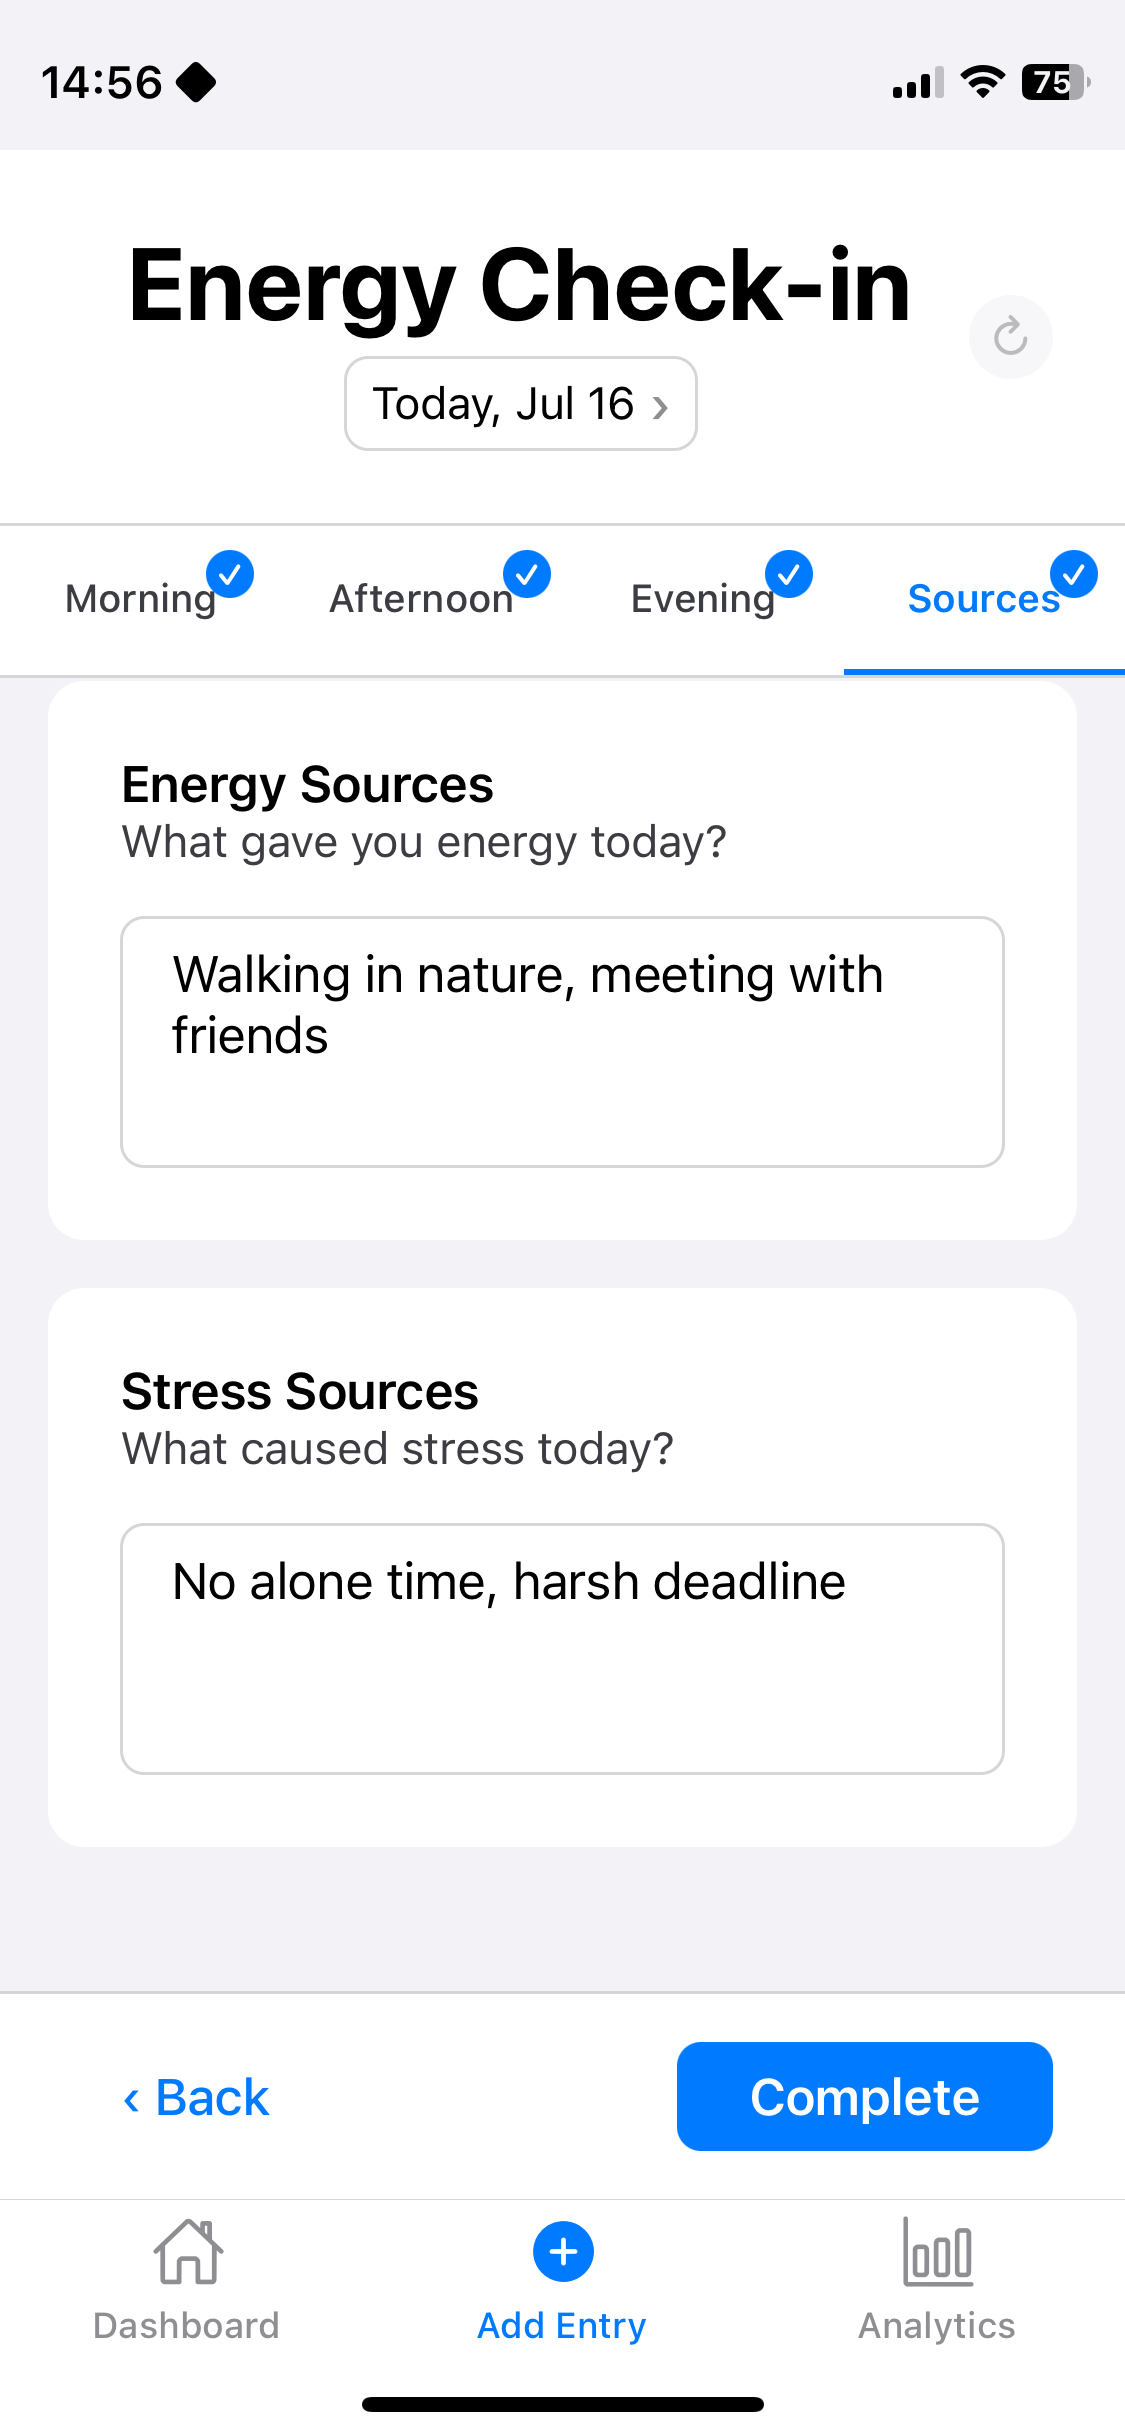 14:56
75
Energy Check-in
Today, Jul 16 ›
Morning
Afternoon
Evening
Sources
Energy Sources
What gave you energy today?
Walking in nature, meeting with
friends
Stress Sources
What caused stress today?
No alone time, harsh deadline
‹ Back
Complete
Dashboard
Add Entry
Analytics